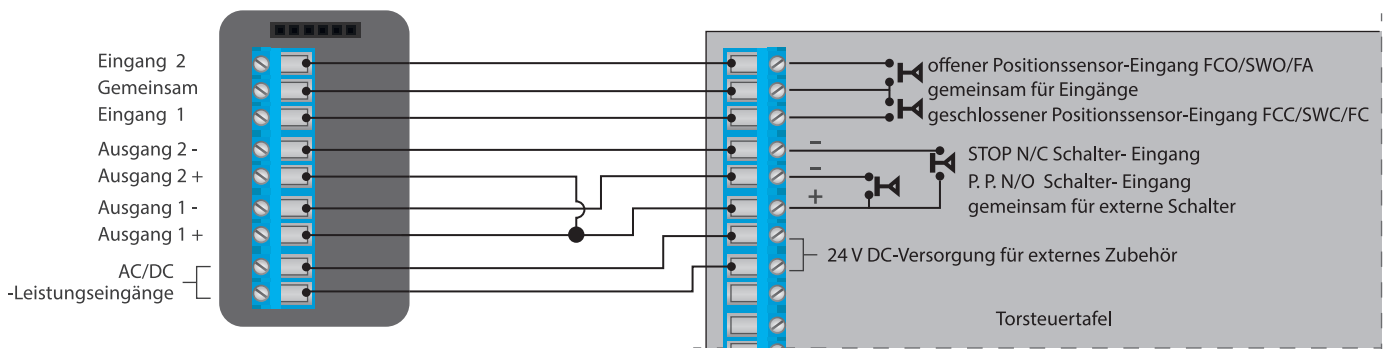 Eingang 2
Gemeinsam
Eingang 1
Ausgang 2 -
Ausgang 2 +
Ausgang 1 -
Ausgang 1 +
AC/DC
-Leistungseingänge
offener Positionssensor-Eingang FCO/SWO/FA
gemeinsam für Eingänge
geschlossener Positionssensor-Eingang FCC/SWC/FC
-
STOP N/C Schalter- Eingang
-
P. P. N/O Schalter- Eingang
+
gemeinsam für externe Schalter
24 V DC-Versorgung für externes Zubehör
Torsteuertafel